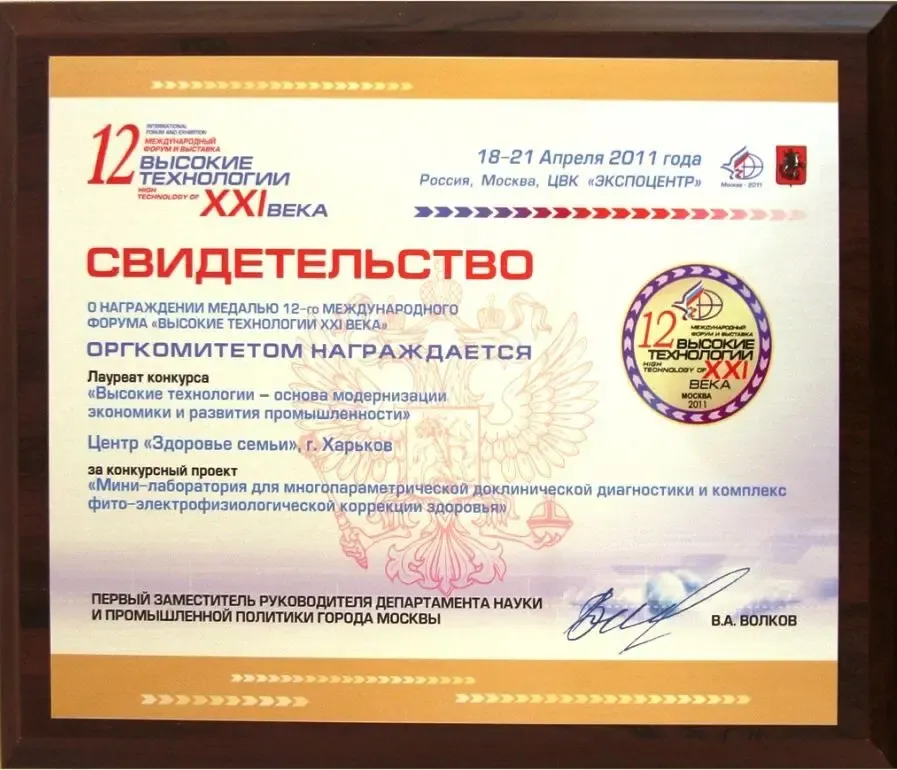 12
INTERNATIONAL
FORUM AND EXHIBITION
МЕЖДУНАРОДНЫЙ
ФОРУМ И ВЫСТАВКА
ВЫСОКИЕ
ТЕХНОЛОГИИ
HIGH
TECHNOLOGY OF
XXI ВЕКА
18-21 Апреля 2011 года
Россия, Москва, ЦВК «ЭКСПОЦЕНТР»
Москва - 2011
СВИДЕТЕЛЬСТВО
О НАГРАЖДЕНИИ МЕДАЛЬЮ 12-го МЕЖДУНАРОДНОГО
ФОРУМА «ВЫСОКИЕ ТЕХНОЛОГИИ XXI ВЕКА»
ОРГКОМИТЕТОМ НАГРАЖДАЕТСЯ
Лауреат конкурса
«Высокие технологии – основа модернизации
экономики и развития промышленности»
Центр «Здоровье семьи», г. Харьков
за конкурсный проект
«Мини-лаборатория для многопараметрической доклинической диагностики и комплекс
фито-электрофизиологической коррекции здоровья»
12
МЕЖДУНАРОДНЫЙ
ФОРУМ И ВЫСТАВКА
ВЫСОКИЕ
ТЕХНОЛОГИИ
HIGH
TECHNOLOGY OF
XXI
ВЕКА
МОСКВА
2011
ПЕРВЫЙ ЗАМЕСТИТЕЛЬ РУКОВОДИТЕЛЯ ДЕПАРТАМЕНТА НАУКИ
И ПРОМЫШЛЕННОЙ ПОЛИТИКИ ГОРОДА МОСКВЫ
В.А. ВОЛКОВ